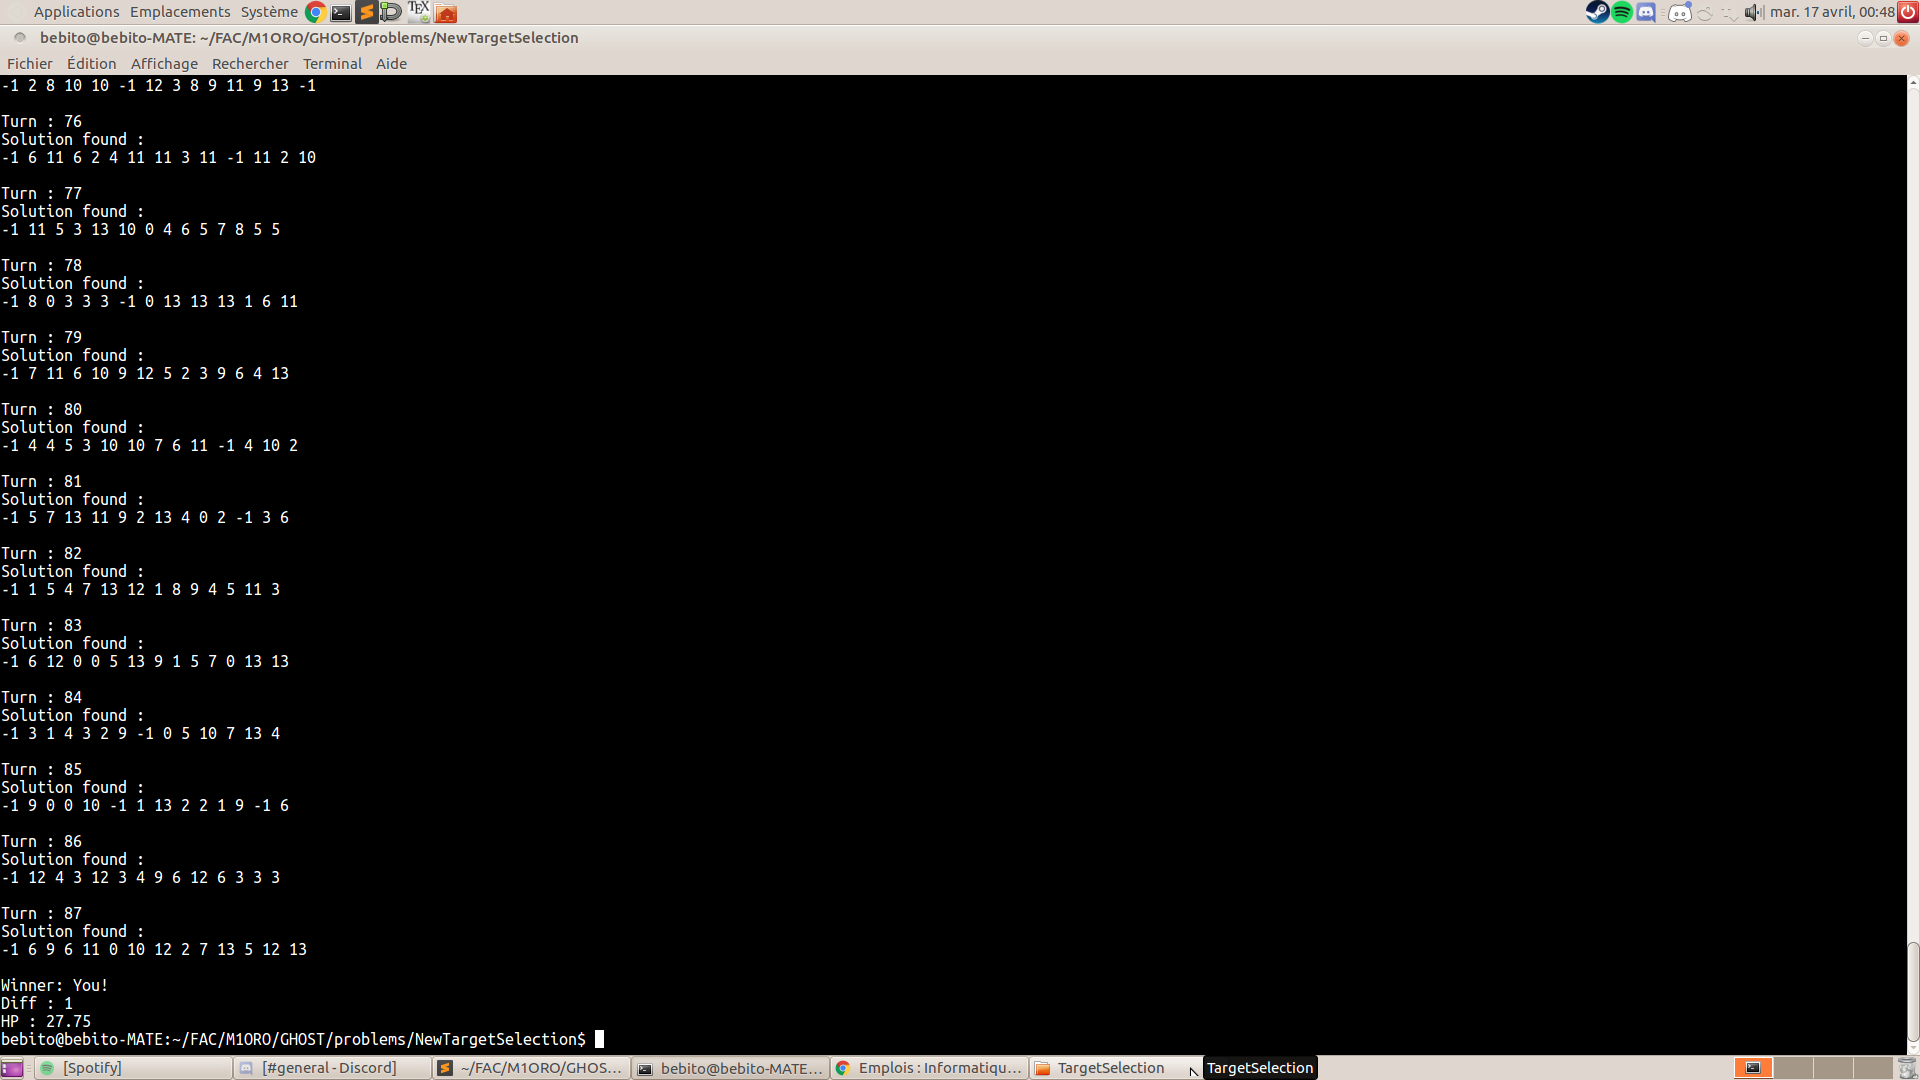 Applications Emplacements Système mar. 17 avril, 00:48
bebito@bebito-MATE: ~/FAC/M1ORO/GHOST/problems/NewTargetSelection
Fichier Édition Affichage Rechercher Terminal Aide
-1 2 8 10 10 -1 12 3 8 9 11 9 13 -1
Turn : 76
Solution found :
-1 6 11 6 2 4 11 11 3 11 -1 11 2 10
Turn : 77
Solution found :
-1 11 5 3 13 10 0 4 6 5 7 8 5 5
Turn : 78
Solution found :
-1 8 0 3 3 3 -1 0 13 13 13 1 6 11
Turn : 79
Solution found :
-1 7 11 6 10 9 12 5 2 3 9 6 4 13
Turn : 80
Solution found :
-1 4 4 5 3 10 10 7 6 11 -1 4 10 2
Turn : 81
Solution found :
-1 5 7 13 11 9 2 13 4 0 2 -1 3 6
Turn : 82
Solution found :
-1 1 5 4 7 13 12 1 8 9 4 5 11 3
Turn : 83
Solution found :
-1 6 12 0 0 5 13 9 1 5 7 0 13 13
Turn : 84
Solution found :
-1 3 1 4 3 2 9 -1 0 5 10 7 13 4
Turn : 85
Solution found :
-1 9 0 0 10 -1 1 13 2 2 1 9 -1 6
Turn : 86
Solution found :
-1 12 4 3 12 3 4 9 6 12 6 3 3 3
Turn : 87
Solution found :
-1 6 9 6 11 0 10 12 2 7 13 5 12 13
Winner: You!
Diff : 1
HP : 27.75
bebito@bebito-MATE:~/FAC/M1ORO/GHOST/problems/NewTargetSelection$
[Spotify] [#general - Discord] ~/FAC/M1ORO/GHOS... bebito@bebito-MATE... Emplois : Informatiqu... TargetSelection TargetSelection